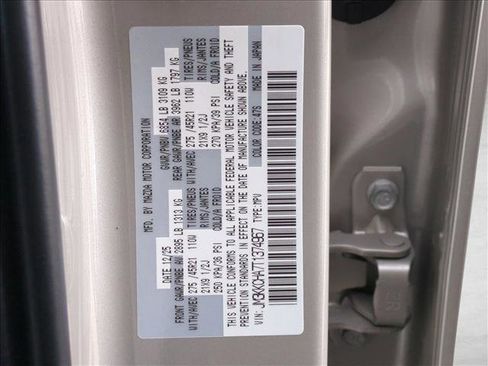 MFD. BY MAZDA MOTOR CORPORATION
DATE 12/25 GVWR/PNBV 6854 LB 3109 KG
FRONT GAWR/PNBE AV 2895 LB 1313 KG REAR GAWR/PNBE AR 3962 LB 1797 KG
WITH/AVEC 275 /45R21 110W TIRES/PNEUS WITH/AVEC 275 /45R21 110W TIRES/PNEUS
21X9 1/2J RIMS/JANTES 21X9 1/2J RIMS/JANTES
250 KPA/36 PSI COLD/A FROID 270 KPA/39 PSI COLD/A FROID
THIS VEHICLE CONFORMS TO ALL APPLICABLE FEDERAL MOTOR VEHICLE SAFETY AND THEFT
PREVENTION STANDARDS IN EFFECT ON THE DATE OF MANUFACTURE SHOWN ABOVE.
VIN: JM3KKCHA7T1374967 TYPE:MPV
VEHICLE COLOR CODE:47S MADE IN JAPAN